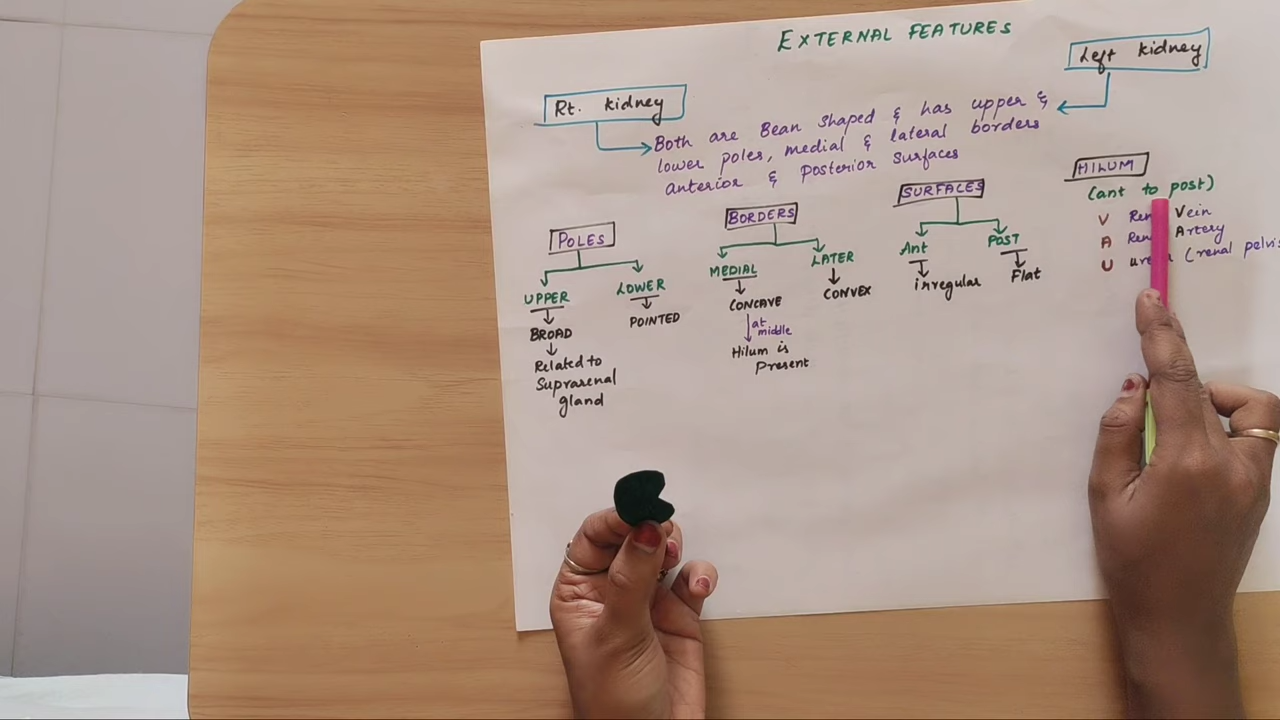 EXTERNAL FEATURES
Left kidney
Rt. kidney
Both are Bean shaped & has upper &
lower poles, medial & lateral borders
anterior & Posterior Surfaces
POLES
UPPER
BROAD
Related to
Suprarenal
gland
LOWER
POINTED
BORDERS
MEDIAL
CONCAVE
at
middle
Hilum is
Present
LATER
CONVEX
SURFALES
Ant
irregular
POST
Flat
HILUM
(ant to post)
V Vein
A Artery
U (renal pelvis